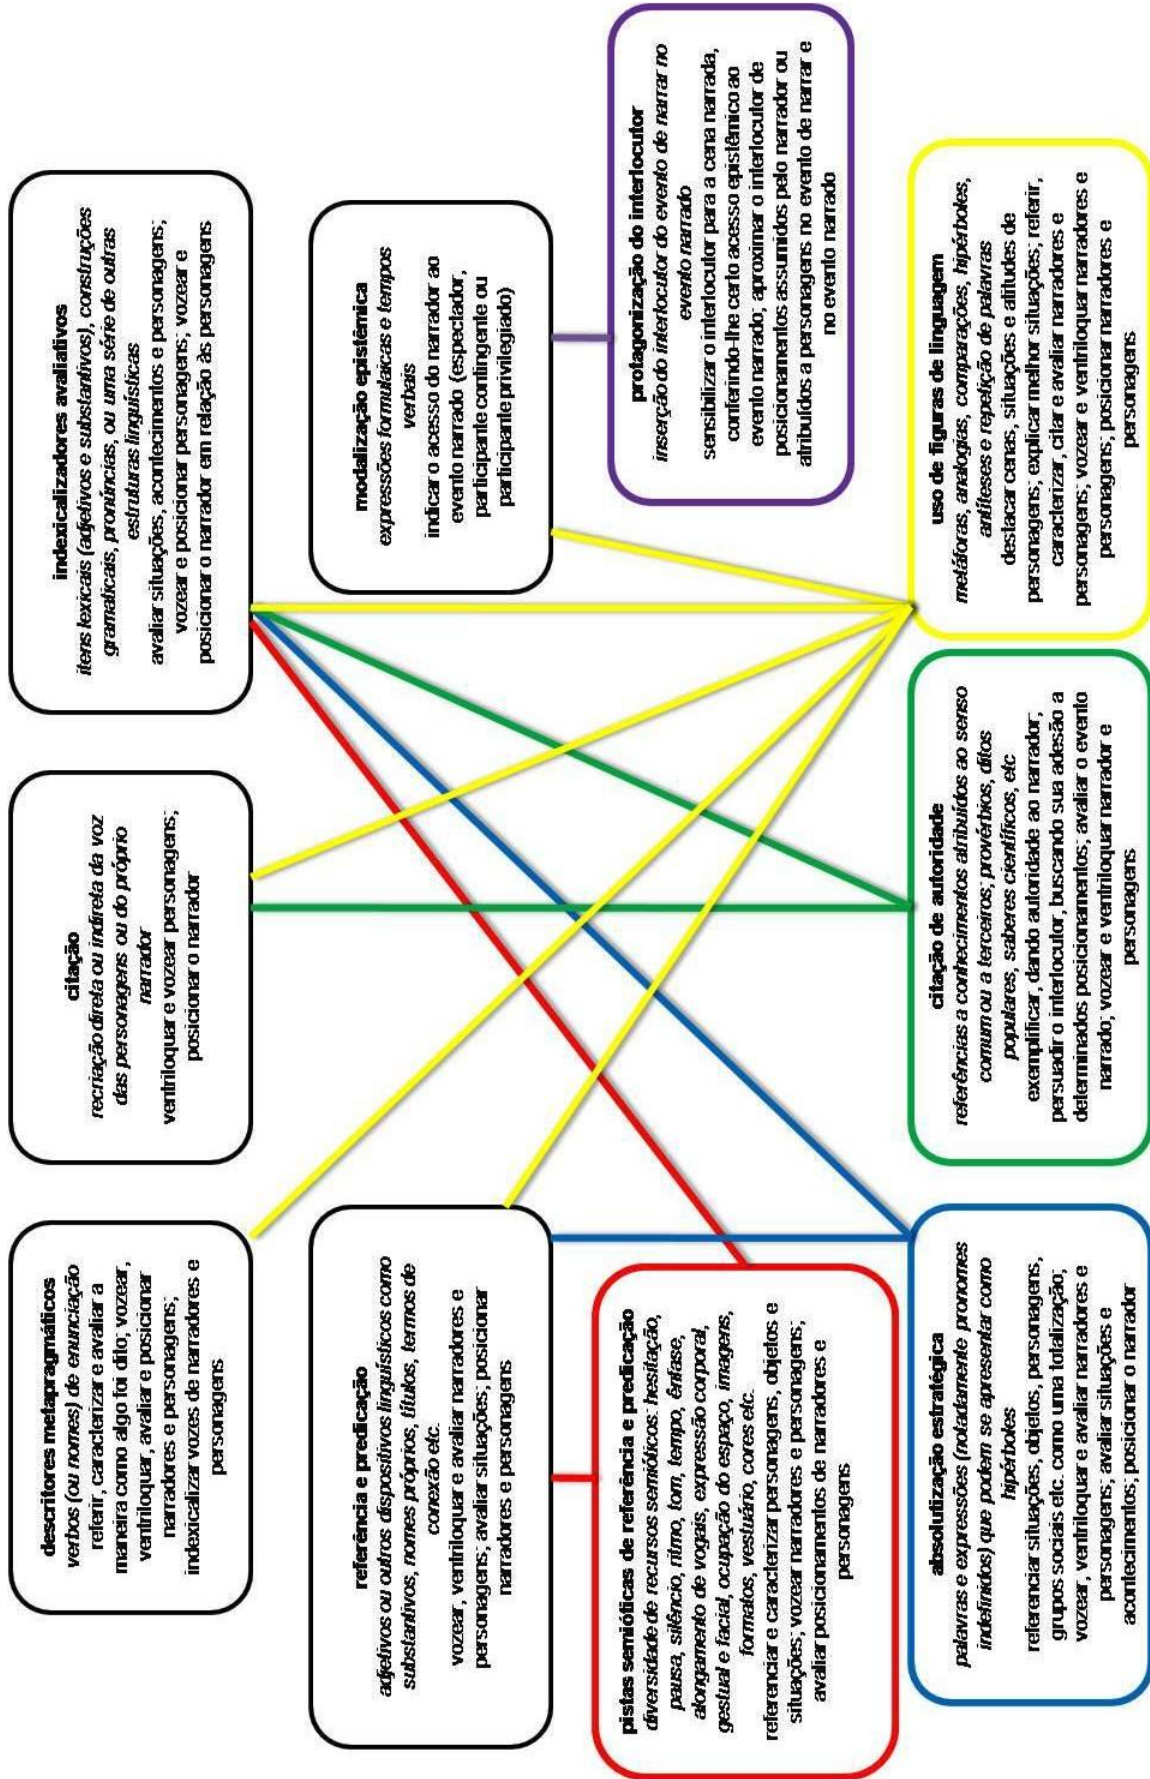 descritores metapragmáticos
verbos (ou nomes) de enunciação
referir, caracterizar e avaliar a
maneira como algo foi dito; vozear,
ventriloquar, avaliar e posicionar
narradores e personagens;
indexicalizar vozes de narradores e
personagens
citação
recriação direta ou indireta da voz
das personagens ou do próprio
narrador
ventriloquar e vozear personagens;
posicionar o narrador
indexicalizadores avaliativos
itens lexicais (adjetivos e substantivos), construções
gramaticais, pronúncias, ou uma série de outras
estruturas linguísticas
avaliar situações, acontecimentos e personagens;
vozear e posicionar personagens; vozear e
posicionar o narrador em relação às personagens
referência e predicação
adjetivos ou outros dispositivos linguísticos como
substantivos, nomes próprios, títulos, termos de
conexão etc.
vozear, ventriloquar e avaliar narradores e
personagens; avaliar situações; posicionar
narradores e personagens
modalização epistêmica
expressões formulaicas e tempos
verbais
indicar o acesso do narrador ao
evento narrado (espectador,
participante contingente ou
participante privilegiado)
pistas semióticas de referência e predicação
diversidade de recursos semióticos: hesitação,
pausa, silêncio, ritmo, tom, tempo, ênfase,
alongamento de vogais, expressão corporal,
gestual e facial, ocupação do espaço, imagens,
formatos, vestuário, cores etc.
referenciar e caracterizar personagens, objetos e
situações; vozear narradores e personagens;
avaliar posicionamentos de narradores e
personagens
protagonização do interlocutor
inserção do interlocutor do evento de narrar no
evento narrado
sensibilizar o interlocutor para a cena narrada,
conferindo-lhe certo acesso epistêmico ao
evento narrado; aproximar o interlocutor de
posicionamentos assumidos pelo narrador ou
atribuídos a personagens no evento de narrar e
no evento narrado
absolutização estratégica
palavras e expressões (notadamente pronomes
indefinidos) que podem se apresentar como
hipérboles
referenciar situações, objetos, personagens,
grupos sociais etc. como uma totalização;
vozear, ventriloquar e avaliar narradores e
personagens; avaliar situações e
acontecimentos; posicionar o narrador
citação de autoridade
referências a conhecimentos atribuídos ao senso
comum ou a terceiros; provérbios, ditos
populares, saberes científicos, etc
exemplificar, dando autoridade ao narrador;
persuadir o interlocutor, buscando sua adesão a
determinados posicionamentos; avaliar o evento
narrado; vozear e ventriloquar narrador e
personagens
uso de figuras de linguagem
metáforas, analogias, comparações, hipérboles,
antíteses e repetição de palavras
destacar cenas, situações e atitudes de
personagens; explicar melhor situações; referir,
caracterizar, citar e avaliar narradores e
personagens; vozear e ventriloquar narradores e
personagens; posicionar narradores e
personagens